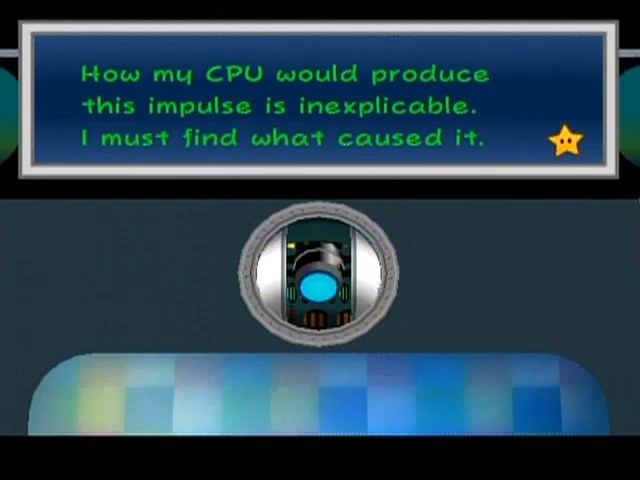 How my CPU would produce
this impulse is inexplicable.
I must find what caused it.